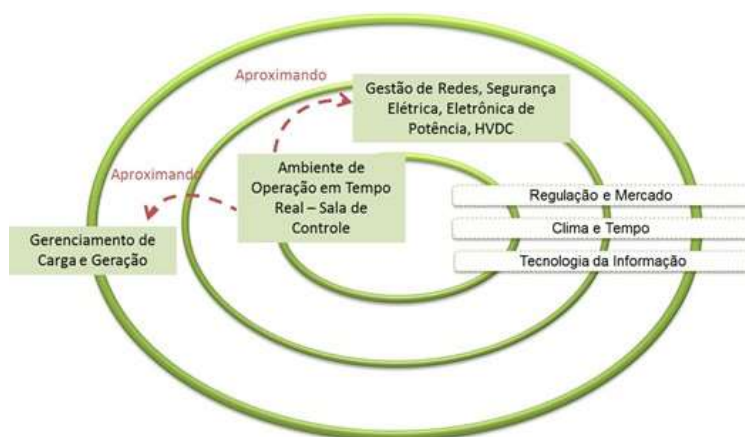 Aproximando
Gestão de Redes, Segurança
Elétrica, Eletrônica de
Potência, HVDC
Aproximando
Ambiente de
Operação em Tempo
Real – Sala de
Controle
Regulação e Mercado
Clima e Tempo
Tecnologia da Informação
Gerenciamento de
Carga e Geração